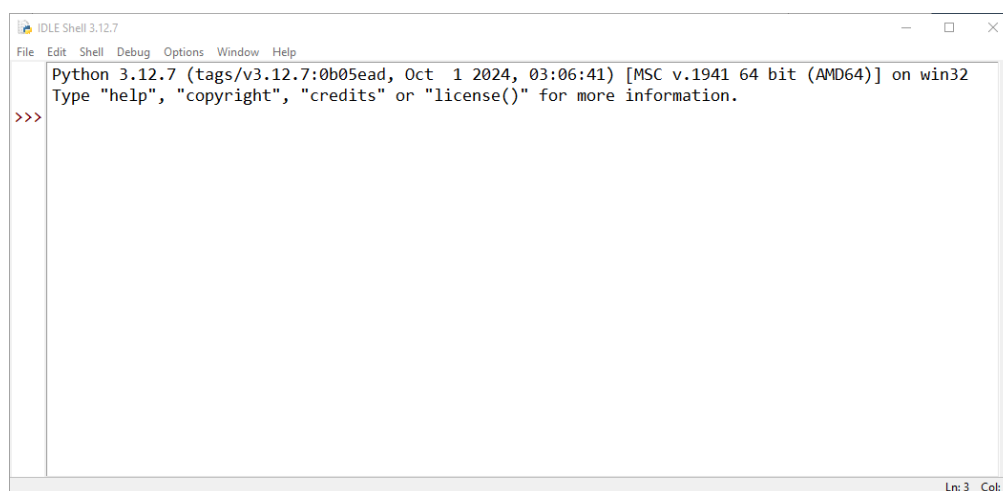 IDLE Shell 3.12.7
File Edit Shell Debug Options Window Help
Python 3.12.7 (tags/v3.12.7:0b05ead, Oct  1 2024, 03:06:41) [MSC v.1941 64 bit (AMD64)] on win32
Type "help", "copyright", "credits" or "license()" for more information.
>>>
Ln: 3 Col: